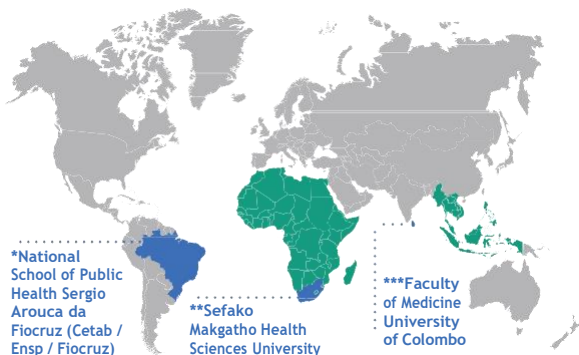 *National
School of Public
Health Sergio
Arouca da
Fiocruz (Cetab /
Ensp / Fiocruz)
**Sefako
Makgatho Health
Sciences University
***Faculty
of Medicine
University
of Colombo